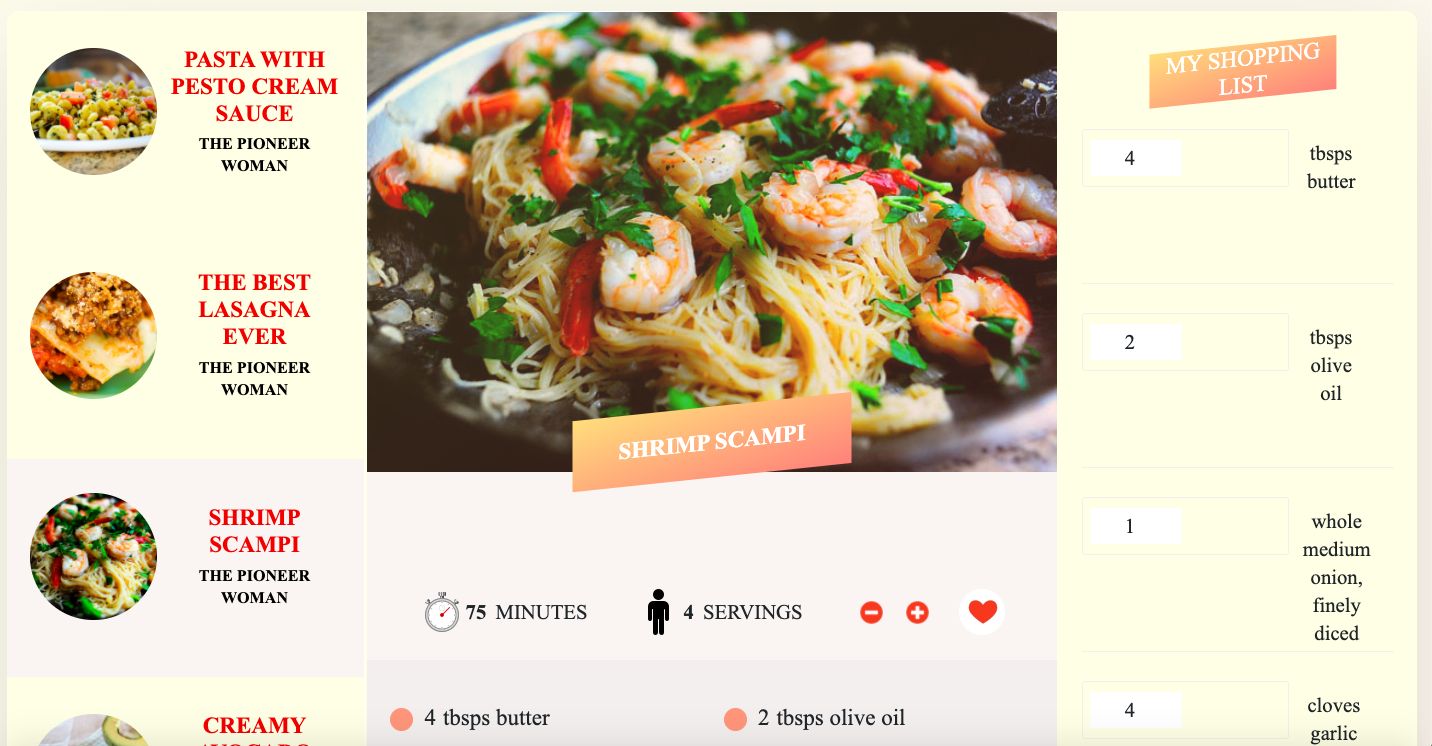 PASTA WITH
PESTO CREAM
SAUCE
THE PIONEER
WOMAN
THE BEST
LASAGNA
EVER
THE PIONEER
WOMAN
SHRIMP
SCAMPI
THE PIONEER
WOMAN
CREAMY
AVOCADO
SHRIMP SCAMPI
75 MINUTES
4 SERVINGS
4 tbsps butter
2 tbsps olive oil
MY SHOPPING
LIST
4
tbsps
butter
2
tbsps
olive
oil
1
whole
medium
onion,
finely
diced
4
cloves
garlic